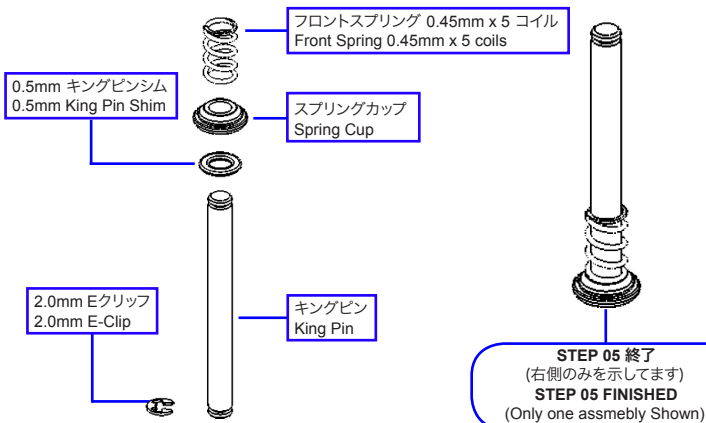 フロントスプリング 0.45mm x 5 コイル
Front Spring 0.45mm x 5 coils
0.5mm キングピンシム
0.5mm King Pin Shim
スプリングカップ
Spring Cup
2.0mm Eクリッフ
2.0mm E-Clip
キングピン
King Pin
STEP 05 終了
(右側のみを示してます)
STEP 05 FINISHED
(Only one assmebly Shown)